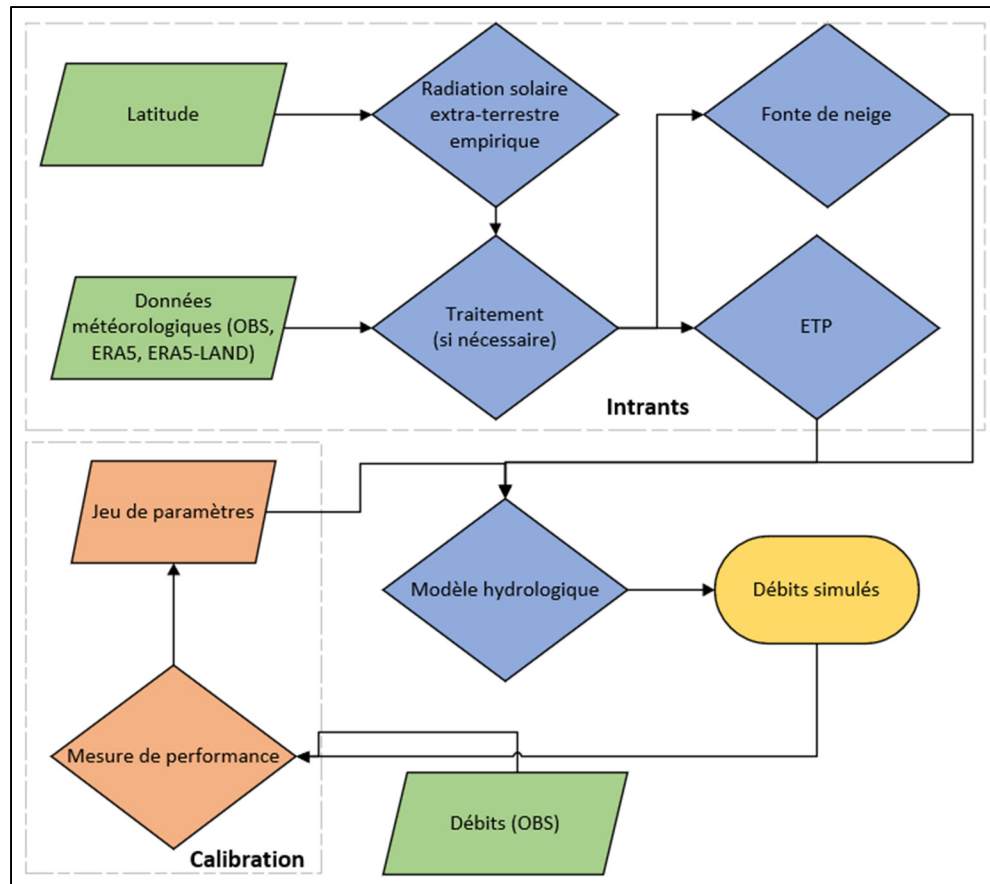 Latitude
Radiation solaire
extra-terrestre
empirique
Fonte de neige
Données
météorologiques (OBS,
ERA5, ERA5-LAND)
Traitement
(si nécessaire)
ETP
Intrants
Jeu de paramètres
Modèle hydrologique
Débits simulés
Mesure de performance
Débits (OBS)
Calibration